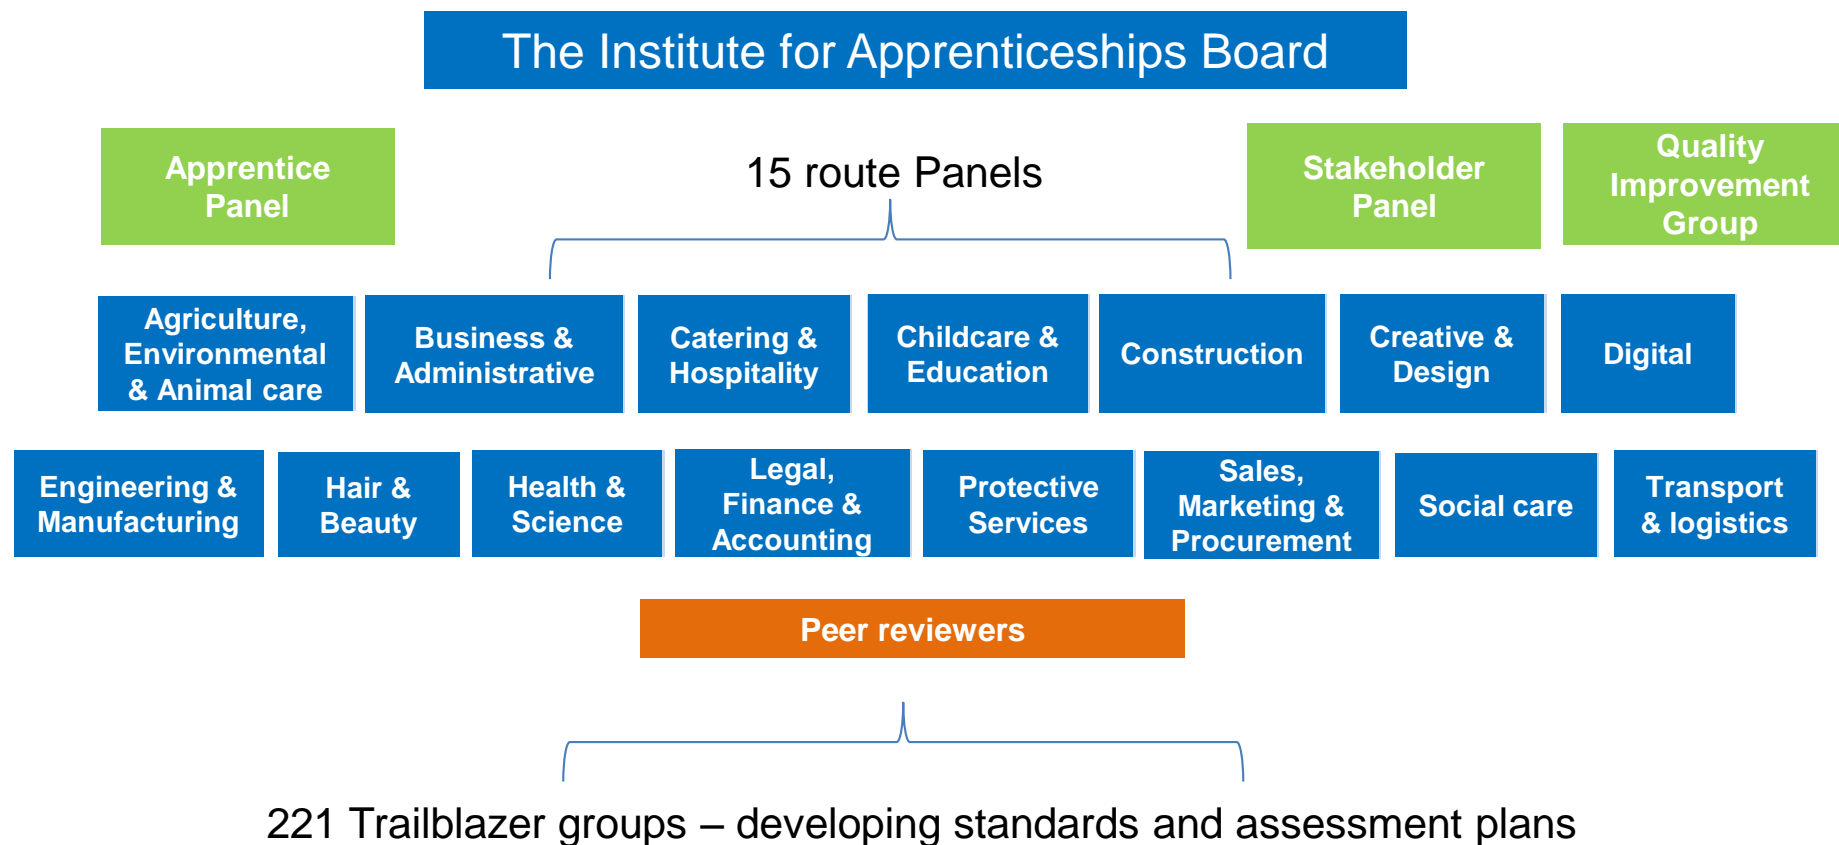 The Institute for Apprenticeships Board
Apprentice
Panel
15 route Panels
Stakeholder
Panel
Quality
Improvement
Group
Agriculture,
Environmental
& Animal care
Business &
Administrative
Catering &
Hospitality
Childcare &
Education
Construction
Creative &
Design
Digital
Engineering &
Manufacturing
Hair &
Beauty
Health &
Science
Legal,
Finance &
Accounting
Protective
Services
Sales,
Marketing &
Procurement
Social care
Transport
& logistics
Peer reviewers
221 Trailblazer groups – developing standards and assessment plans